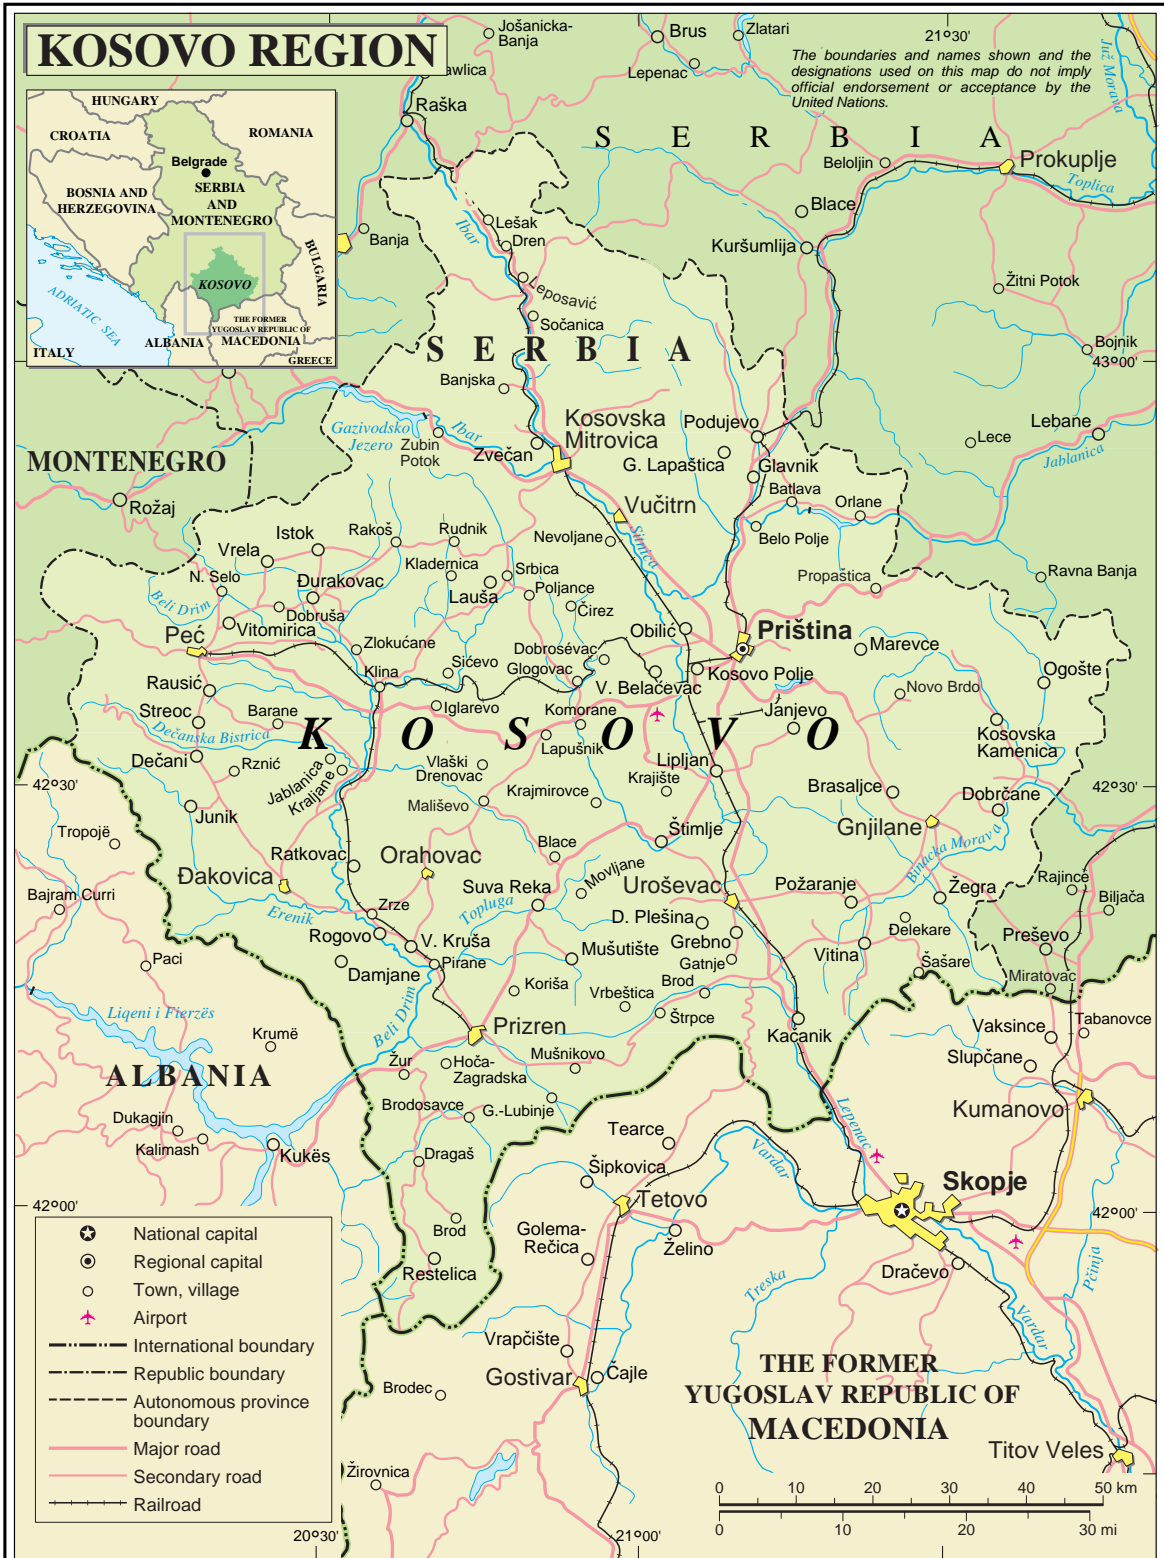 KOSOVO REGION
Jošanicka-
Banja
Brus
Zlatari
21°30'
Lepenac
The boundaries and names shown and the
designations used on this map do not imply
official endorsement or acceptance by the
United Nations.
Juž Morava
HUNGARY
CROATIA
ROMANIA
Belgrade
BOSNIA AND
HERZEGOVINA
SERBIA
AND
MONTENEGRO
BULGARIA
KOSOVO
ADRIATIC SEA
THE FORMER
YUGOSLAV REPUBLIC OF
MACEDONIA
ALBANIA
ITALY
GREECE
Raška
SERBIA
Beloljin
Prokuplje
Toplica
Blace
Kuršumlija
Banja
Ibar
Lešak
Dren
Leposavić
Sočanica
Žitni Potok
Bojnik
43°00'
SERBIA
Banjska
Gazivodsko
Jezero
Ibar
Zubin
Potok
Zvečan
Kosovska
Mitrovica
Podujevo
G. Lapaštica
Glavnik
Lece
Lebane
Jablanica
MONTENEGRO
Rožaj
Vučitrn
Batlava
Orlane
Belo Polje
Istok
Rakoš
Rudnik
Nevoljane
Sitnica
Vrela
N. Selo
Beli Drim
Đurakovac
Dobruša
Kladernica
Srbica
Lauša
Poljance
Čirez
Propaštica
Ravna Banja
Vitomirica
Peć
Zlokućane
Obilić
Priština
Marevce
Dobroševac
Glogovac
Klina
Sićevo
V. Belaćevac
Kosovo Polje
Ogošte
Rausić
Novo Brdo
Streoc
Barane
Iglarevo
Komorane
Janjevo
Dečanska Bistrica
KOSOVO
Kosovska
Kamenica
Lapušnik
Dečani
Rznić
Jablanica
Kraljane
Vlaški
Drenovac
Lipljan
42°30'
Krajište
Brasaljce
42°30'
Mališevo
Krajmirovce
Dobrčane
Junik
Tropojë
Štimlje
Gnjilane
Binačka Morava
Ratkovac
Orahovac
Blace
Đakovica
Movljane
Uroševac
Suva Reka
Požaranje
Žegra
Rajince
Bajram Curri
Biljača
Zrze
Topluga
Erenik
D. Plešina
Đelekare
Rogovo
V. Kruša
Grebno
Preševo
Pirane
Mušutište
Gatnje
Vitina
Šašare
Paci
Damjane
Koriša
Brod
Miratovac
Vrbeštica
Liqeni i Fierzës
Beli Drim
Štrpce
Kačanik
Tabanovce
Vaksince
Krumë
Prizren
Mušnikovo
Slupčane
ALBANIA
Žur
Hoča-
Zagradska
Brodosavce
G.-Lubinje
Kumanovo
Dukagjin
Kalimash
Kukës
Lepenac
Tearce
Vardar
Dragaš
Šipkovica
Skopje
Tetovo
42°00'
42°00'
Brod
Golema-
Rečica
Želino
Pčinja
Restelica
Dračevo
Treska
Vardar
National capital
Regional capital
Town, village
Airport
International boundary
Republic boundary
Autonomous province
boundary
Major road
Secondary road
Railroad
Vrapčište
THE FORMER
YUGOSLAV REPUBLIC OF
MACEDONIA
Brodec
Gostivar
Čajle
Titov Veles
Žirovnica
0 10 20 30 40 50 km
0 10 20 30 mi
20°30'
21°00'